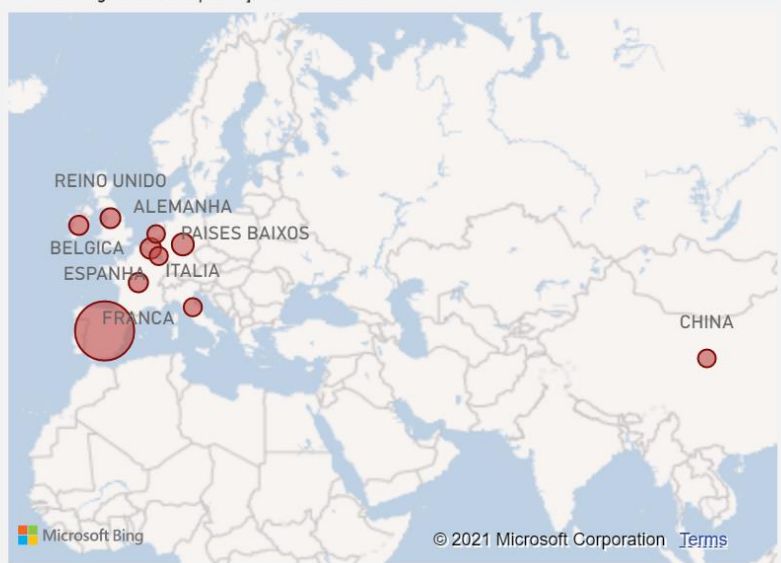 REINO UNIDO
ALEMANHA
PAISES BAIXOS
BELGICA
ESPANHA
ITALIA
FRANCA
CHINA
Microsoft Bing
© 2021 Microsoft Corporation Terms